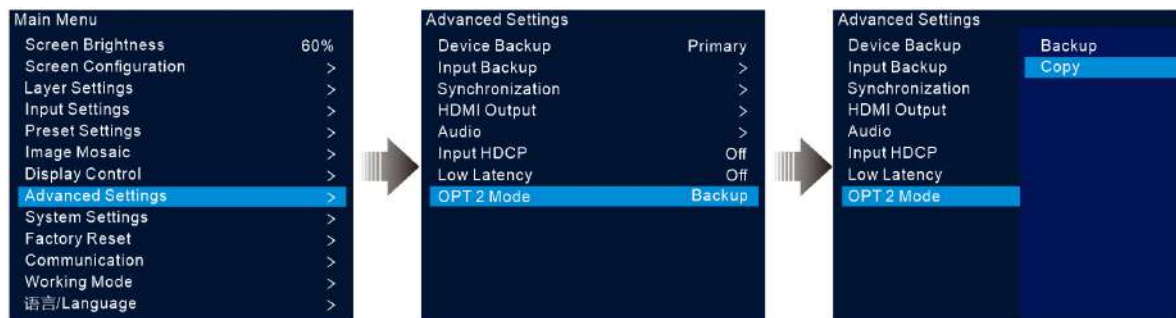 Main Menu
Screen Brightness 60%
Screen Configuration >
Layer Settings >
Input Settings >
Preset Settings >
Image Mosaic >
Display Control >
Advanced Settings >
System Settings >
Factory Reset >
Communication >
Working Mode >
语言/Language >
Advanced Settings
Device Backup Primary
Input Backup >
Synchronization >
HDMI Output >
Audio >
Input HDCP Off
Low Latency Off
OPT 2 Mode Backup
Advanced Settings
Device Backup Backup
Input Backup Copy
Synchronization
HDMI Output
Audio
Input HDCP
Low Latency
OPT 2 Mode